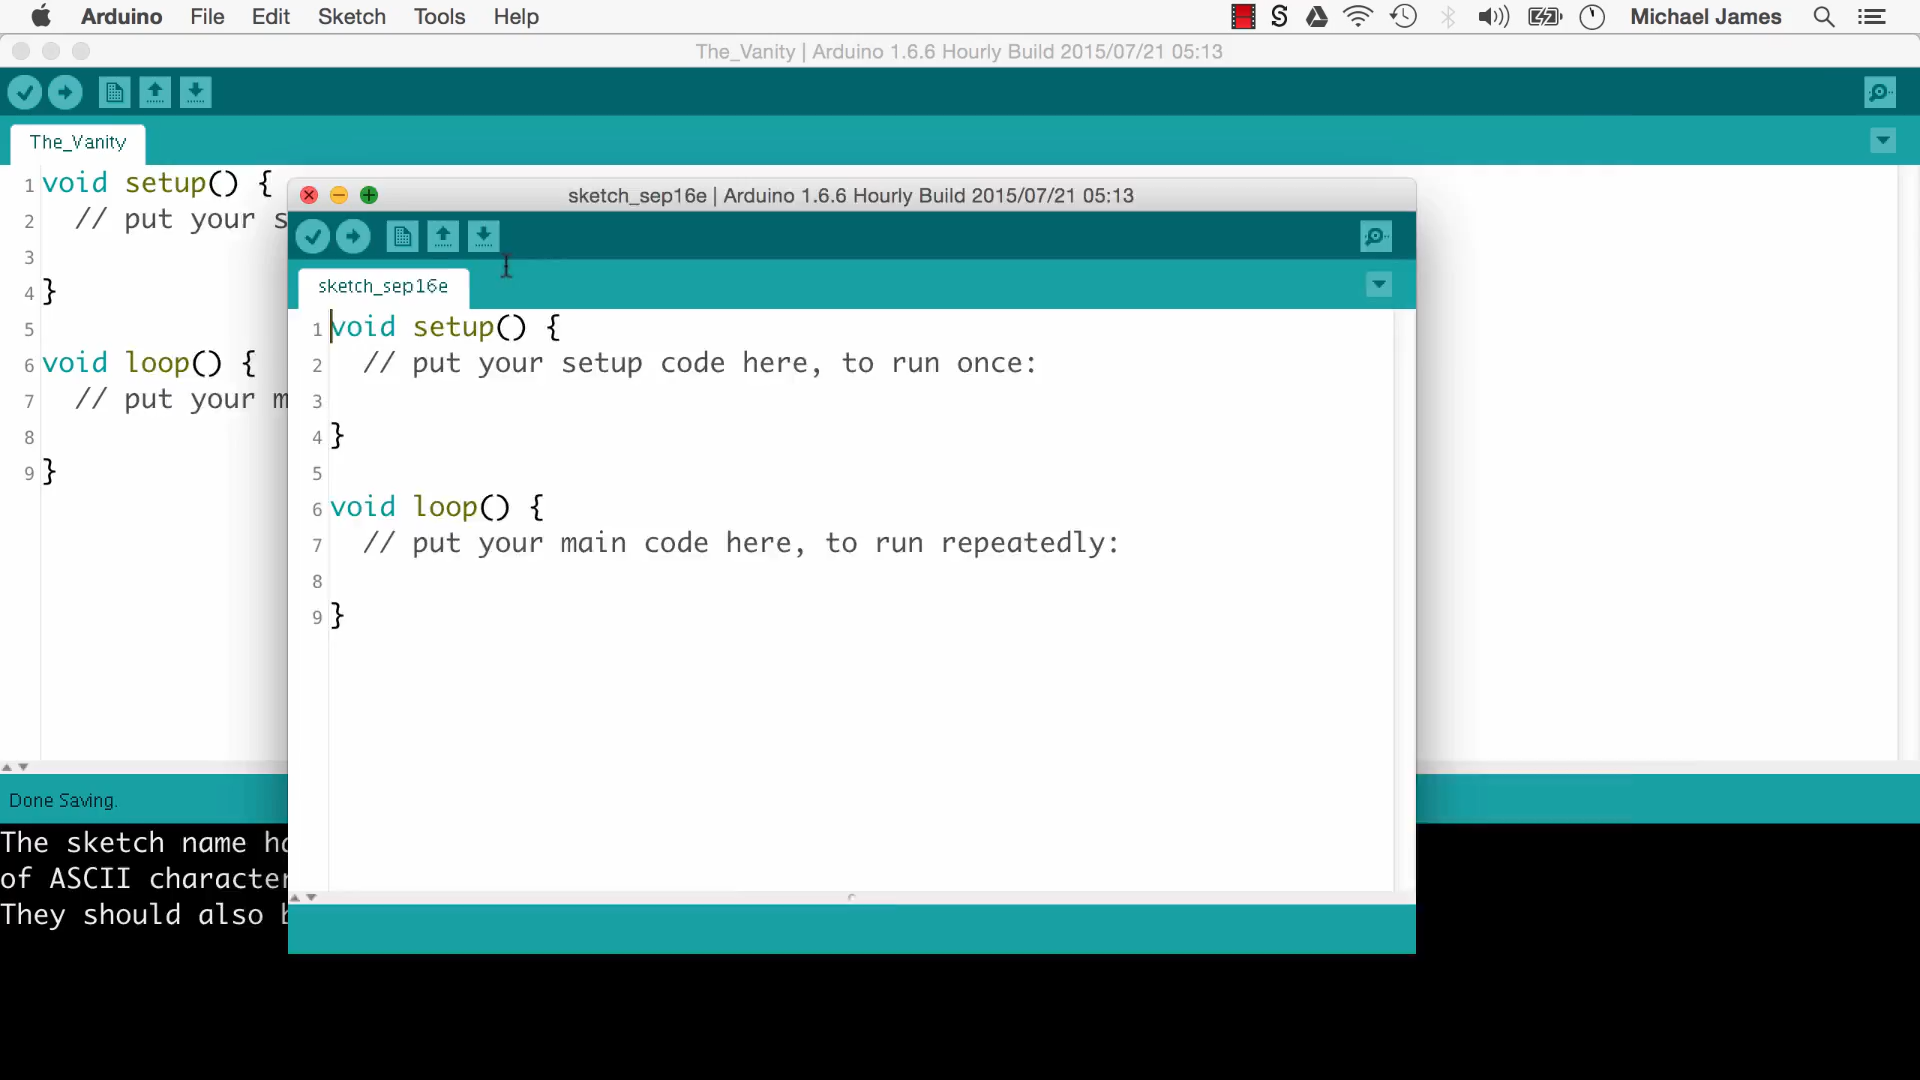 Arduino File Edit Sketch Tools Help Michael James
The_Vanity | Arduino 1.6.6 Hourly Build 2015/07/21 05:13
The_Vanity
1 void setup() {
2 // put your s
3
4 }
5
6 void loop() {
7 // put your m
8
9 }
Done Saving.
The sketch name ha
of ASCII character
They should also b
sketch_sep16e | Arduino 1.6.6 Hourly Build 2015/07/21 05:13
sketch_sep16e
1 void setup() {
2 // put your setup code here, to run once:
3
4 }
5
6 void loop() {
7 // put your main code here, to run repeatedly:
8
9 }